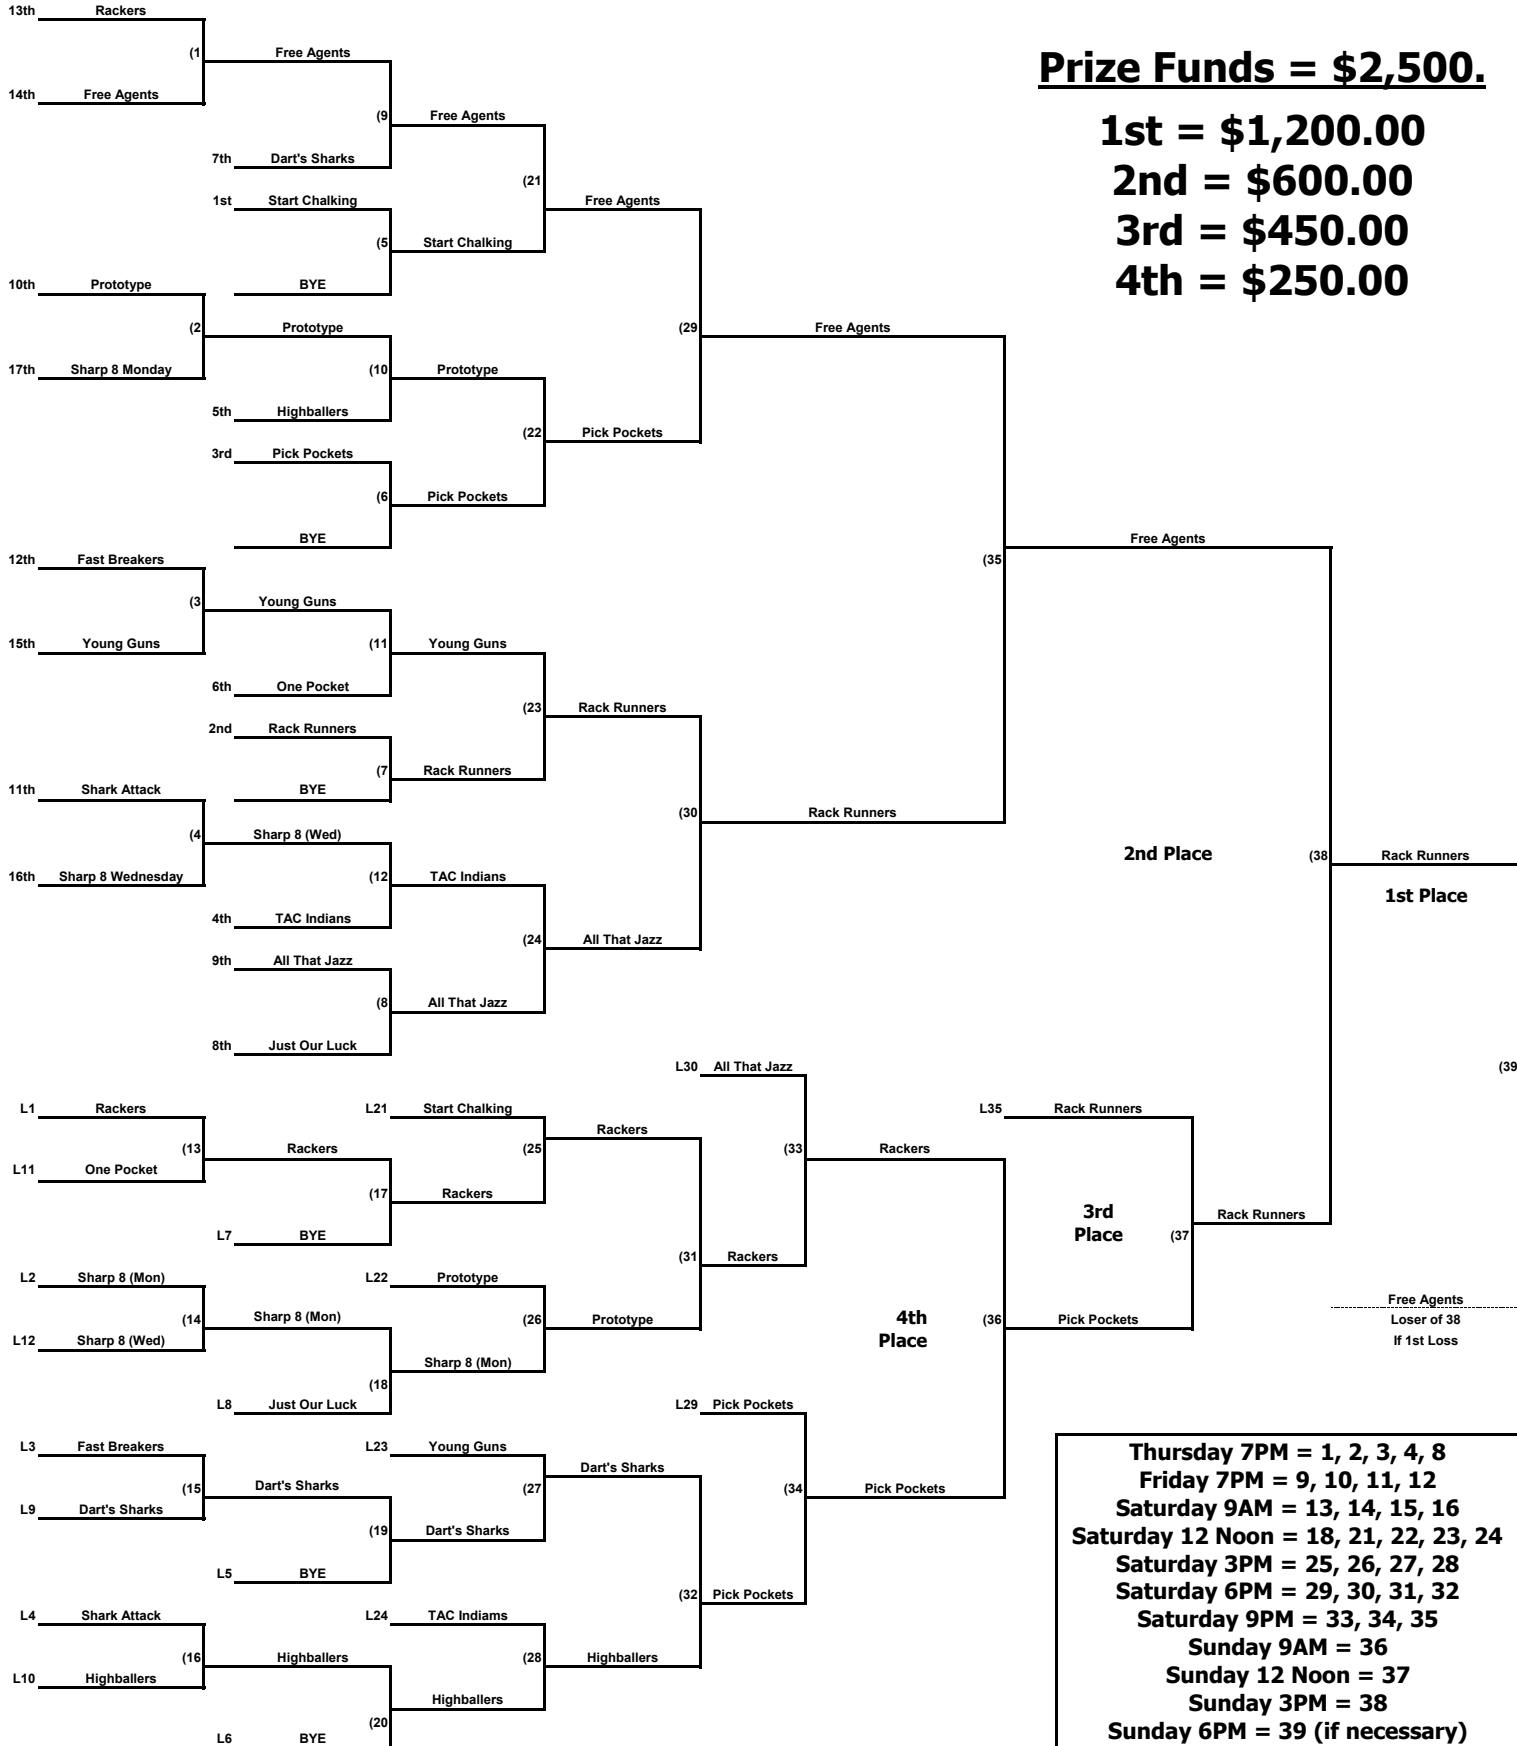 13th Rackers
(1 Free Agents
14th Free Agents
(9 Free Agents
7th Dart's Sharks
(21 Free Agents
1st Start Chalking
(5 Start Chalking
BYE
10th Prototype
(2 Prototype
(29 Free Agents
17th Sharp 8 Monday
(10 Prototype
5th Highballers
(22 Pick Pockets
3rd Pick Pockets
(6 Pick Pockets
BYE
12th Fast Breakers
(35 Free Agents
(3 Young Guns
15th Young Guns
(11 Young Guns
6th One Pocket
(23 Rack Runners
2nd Rack Runners
(7 Rack Runners
BYE
11th Shark Attack
(30 Rack Runners
(4 Sharp 8 (Wed)
16th Sharp 8 Wednesday
(12 TAC Indians
4th TAC Indians
(24 All That Jazz
9th All That Jazz
(8 All That Jazz
8th Just Our Luck
Prize Funds = $2,500.
1st = $1,200.00
2nd = $600.00
3rd = $450.00
4th = $250.00
2nd Place
(38 Rack Runners
1st Place
(39
L30 All That Jazz
L1 Rackers
L21 Start Chalking
L35 Rack Runners
Rackers
(13 Rackers
(25
(33 Rackers
L11 One Pocket
(17 Rackers
3rd
Place
(37 Rack Runners
L7 BYE
(31 Rackers
L2 Sharp 8 (Mon)
L22 Prototype
(14 Sharp 8 (Mon)
(26 Prototype
4th
Place
(36 Pick Pockets
L12 Sharp 8 (Wed)
Sharp 8 (Mon)
(18
L8 Just Our Luck
L29 Pick Pockets
Free Agents
Loser of 38
If 1st Loss
L3 Fast Breakers
L23 Young Guns
Dart's Sharks
(15 Dart's Sharks
(27
(34 Pick Pockets
L9 Dart's Sharks
(19 Dart's Sharks
L5 BYE
(32 Pick Pockets
L4 Shark Attack
L24 TAC Indiams
(16 Highballers
(28 Highballers
L10 Highballers
Highballers
(20
L6 BYE
Thursday 7PM = 1, 2, 3, 4, 8
Friday 7PM = 9, 10, 11, 12
Saturday 9AM = 13, 14, 15, 16
Saturday 12 Noon = 18, 21, 22, 23, 24
Saturday 3PM = 25, 26, 27, 28
Saturday 6PM = 29, 30, 31, 32
Saturday 9PM = 33, 34, 35
Sunday 9AM = 36
Sunday 12 Noon = 37
Sunday 3PM = 38
Sunday 6PM = 39 (if necessary)